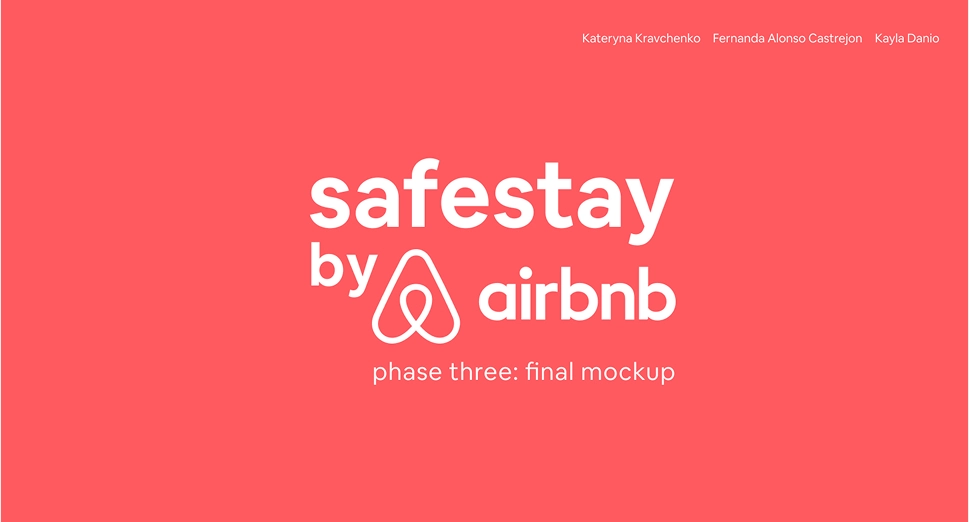 Kateryna Kravchenko Fernanda Alonso Castrejon Kayla Danio
safestay
by airbnb
phase three: final mockup